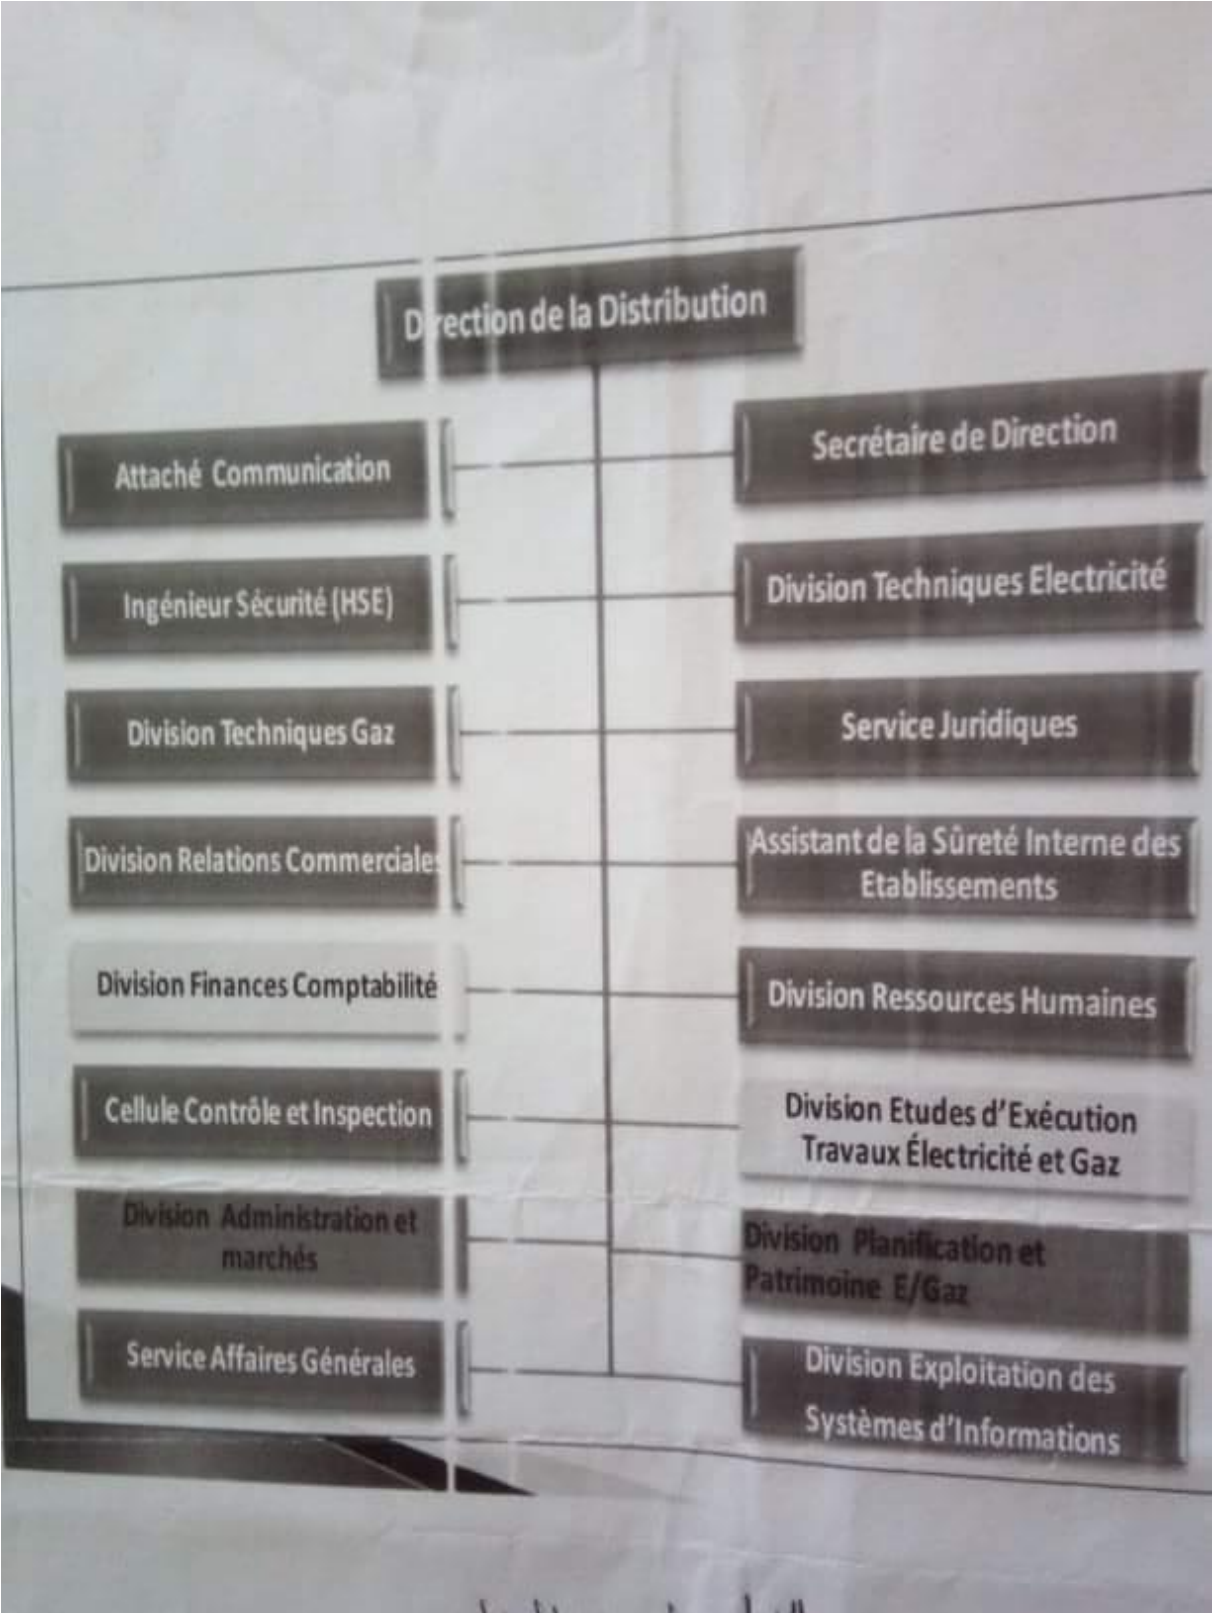 Direction de la Distribution
Attaché Communication
Secrétaire de Direction
Ingénieur Sécurité (HSE)
Division Techniques Electricité
Division Techniques Gaz
Service Juridiques
Division Relations Commerciales
Assistant de la Sûreté Interne des
Etablissements
Division Finances Comptabilité
Division Ressources Humaines
Cellule Contrôle et Inspection
Division Etudes d'Exécution
Travaux Électricité et Gaz
Division Administration et
marchés
Division Planification et
Patrimoine E/Gaz
Service Affaires Générales
Division Exploitation des
Systèmes d'Informations